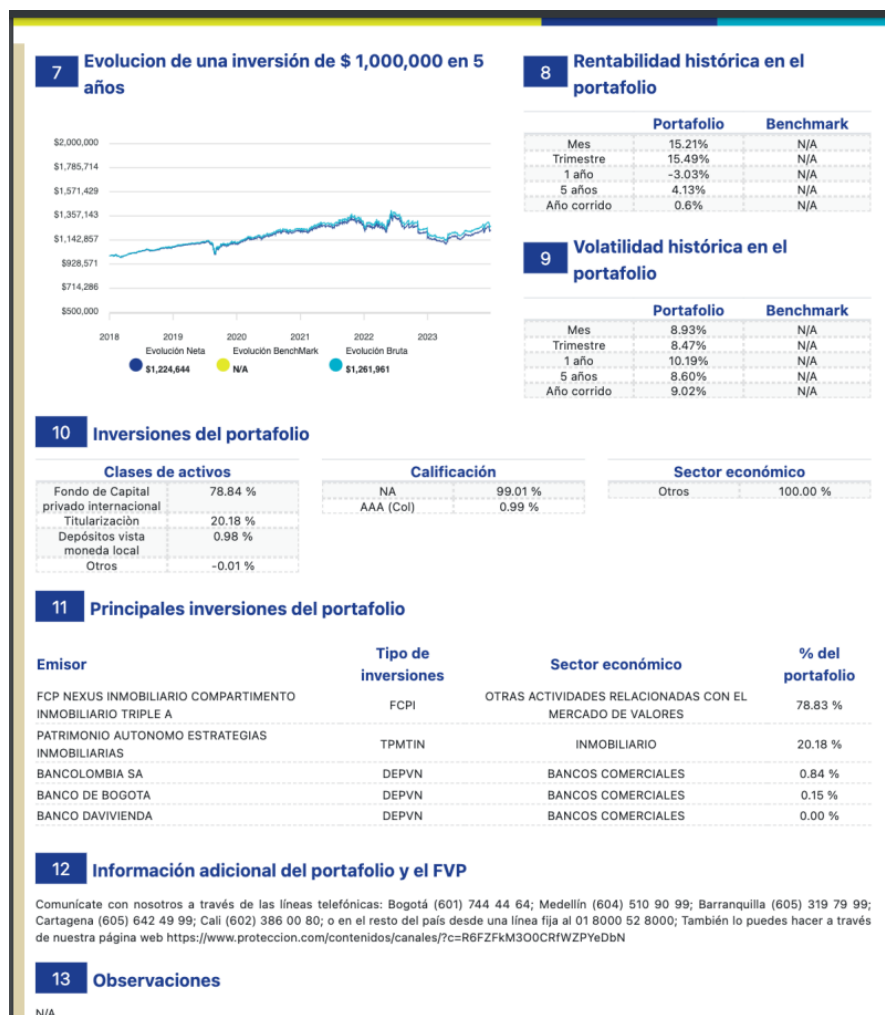 7
Evolucion de una inversión de $ 1,000,000 en 5
años
$2,000,000
$1,785,714
$1,571,429
$1,357,143
$1,142,857
$928,571
$714,286
$500,000
2018 2019 2020 2021 2022 2023
Evolución Neta Evolución BenchMark Evolución Bruta
$1,224,644 N/A $1,261,961
8
Rentabilidad histórica en el
portafolio
Portafolio Benchmark
Mes 15.21% N/A
Trimestre 15.49% N/A
1 año -3.03% N/A
5 años 4.13% N/A
Año corrido 0.6% N/A
9
Volatilidad histórica en el
portafolio
Portafolio Benchmark
Mes 8.93% N/A
Trimestre 8.47% N/A
1 año 10.19% N/A
5 años 8.60% N/A
Año corrido 9.02% N/A
10 Inversiones del portafolio
Clases de activos
Fondo de Capital 78.84 %
privado internacional
Titularizaciòn 20.18 %
Depósitos vista 0.98 %
moneda local
Otros -0.01 %
Calificación
NA 99.01 %
AAA (Col) 0.99 %
Sector económico
Otros 100.00 %
11 Principales inversiones del portafolio
Emisor Tipo de inversiones Sector económico % del portafolio
FCP NEXUS INMOBILIARIO COMPARTIMENTO
INMOBILIARIO TRIPLE A
FCPI
OTRAS ACTIVIDADES RELACIONADAS CON EL
MERCADO DE VALORES
78.83 %
PATRIMONIO AUTONOMO ESTRATEGIAS
INMOBILIARIAS
TPMTIN INMOBILIARIO 20.18 %
BANCOLOMBIA SA DEPVN BANCOS COMERCIALES 0.84 %
BANCO DE BOGOTA DEPVN BANCOS COMERCIALES 0.15 %
BANCO DAVIVIENDA DEPVN BANCOS COMERCIALES 0.00 %
12 Información adicional del portafolio y el FVP
Comunícate con nosotros a través de las líneas telefónicas: Bogotá (601) 744 44 64; Medellín (604) 510 90 99; Barranquilla (605) 319 79 99;
Cartagena (605) 642 49 99; Cali (602) 386 00 80; o en el resto del país desde una línea fija al 01 8000 52 8000; También lo puedes hacer a través
de nuestra página web https://www.proteccion.com/contenidos/canales/?c=R6FZFkM3O0CRfWZPYeDbN
13 Observaciones
N/A